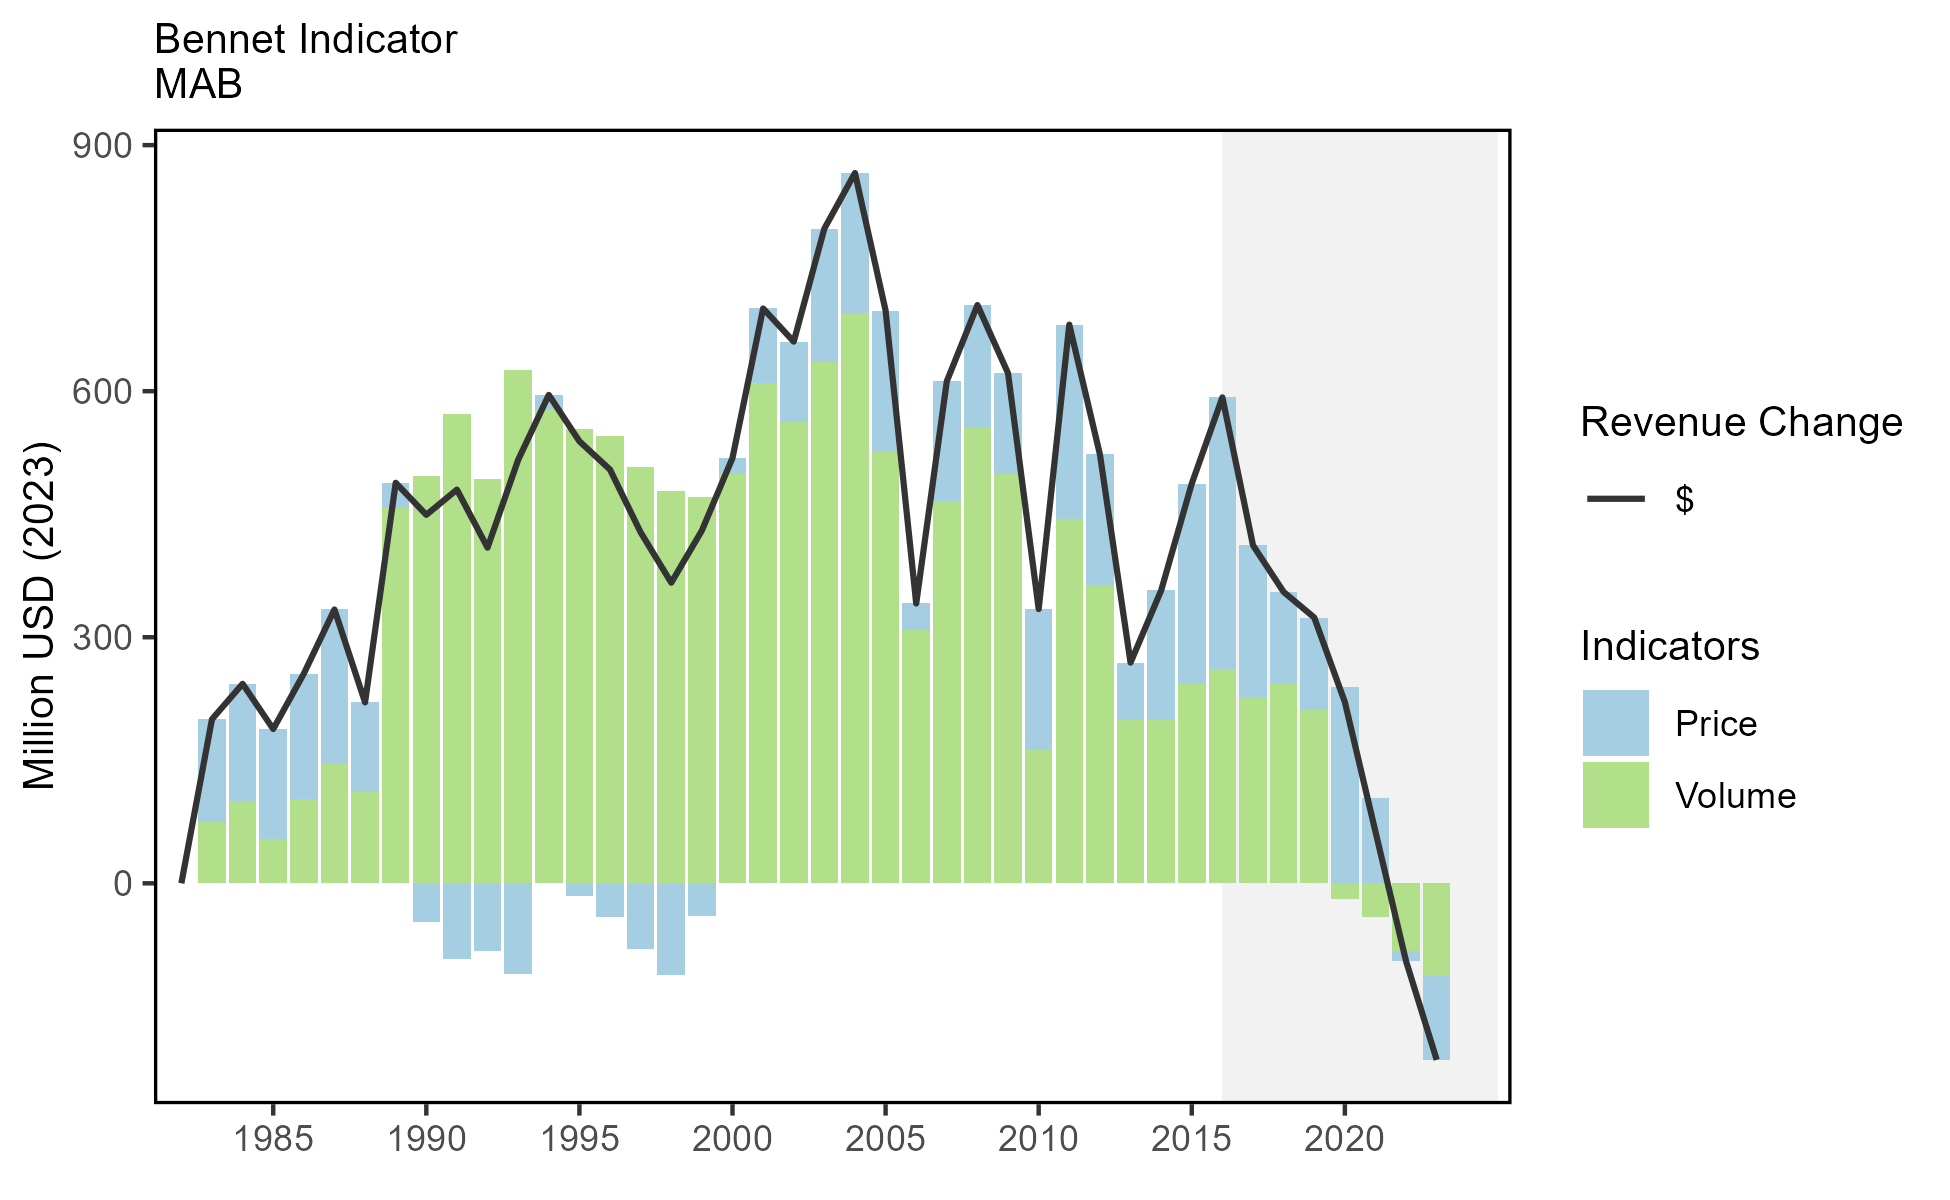 Bennet Indicator
MAB
Million USD (2023)
900
600
300
0
1985 1990 1995 2000 2005 2010 2015 2020
Revenue Change
$
Indicators
Price
Volume